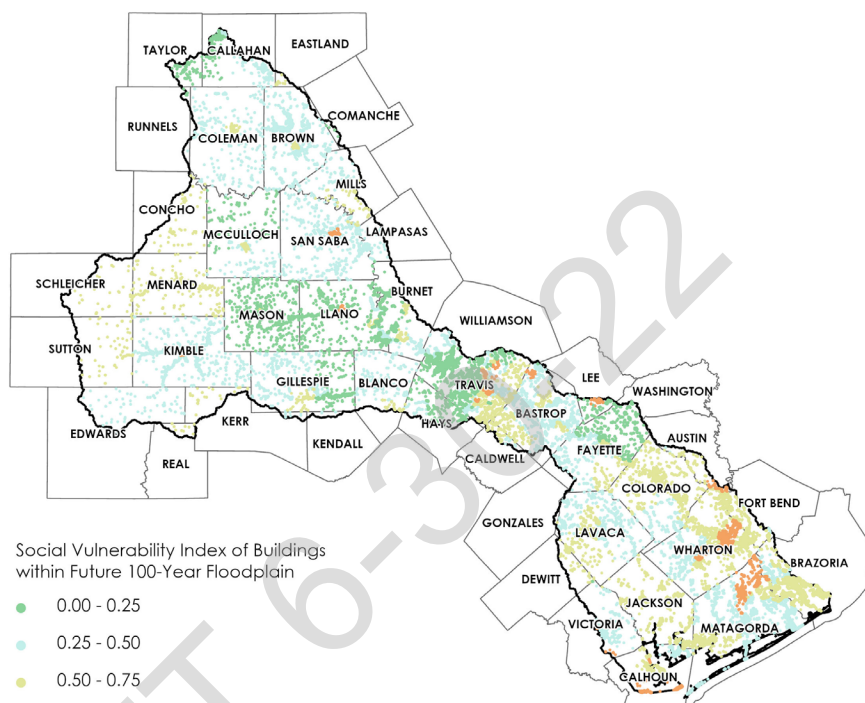 TAYLOR
CALLAHAN
EASTLAND
RUNNELS
COLEMAN
BROWN
COMANCHE
MILLS
CONCHO
MCCULLOCH
SAN SABA
LAMPASAS
SCHLEICHER
MENARD
BURNET
MASON
LLANO
WILLIAMSON
SUTTON
KIMBLE
GILLESPIE
BLANCO
TRAVIS
LEE
WASHINGTON
BASTROP
EDWARDS
KERR
HAYS
FAYETTE
AUSTIN
REAL
KENDALL
CALDWELL
COLORADO
FORT BEND
GONZALES
LAVACA
WHARTON
BRAZORIA
DEWITT
JACKSON
VICTORIA
MATAGORDA
CALHOUN
Social Vulnerability Index of Buildings
within Future 100-Year Floodplain
0.00 - 0.25
0.25 - 0.50
0.50 - 0.75
T 6-30-22